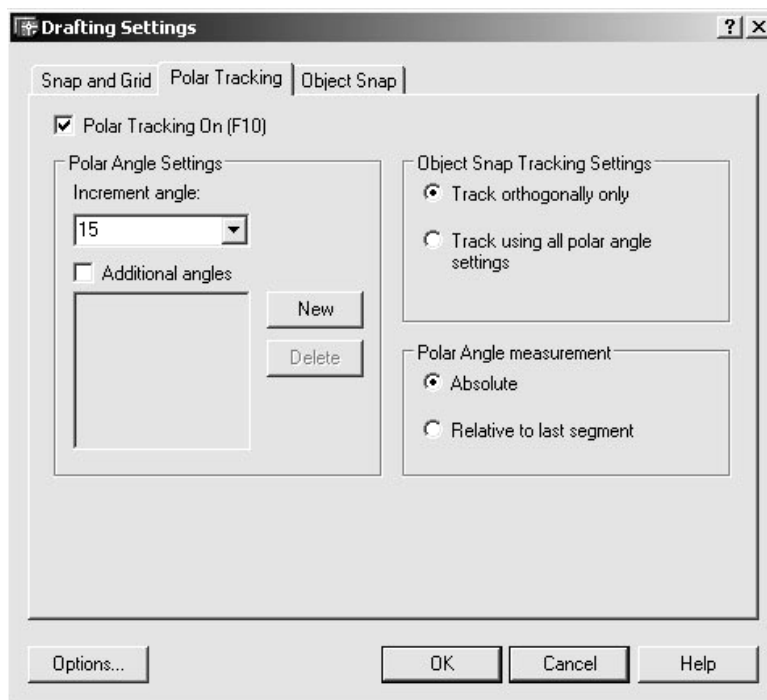 Drafting Settings
Snap and Grid
Polar Tracking
Object Snap
Polar Tracking On (F10)
Polar Angle Settings
Increment angle:
15
Additional angles
New
Delete
Object Snap Tracking Settings
Track orthogonally only
Track using all polar angle
settings
Polar Angle measurement
Absolute
Relative to last segment
Options...
OK
Cancel
Help